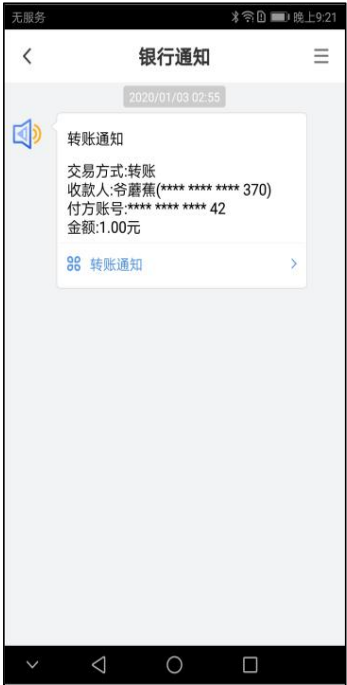 无服务
晚上9:21
银行通知
2020/01/03 02:55
转账通知
交易方式:转账
收款人:爷蘑蕉(**** **** **** 370)
付方账号:**** **** **** 42
金额:1.00元
转账通知